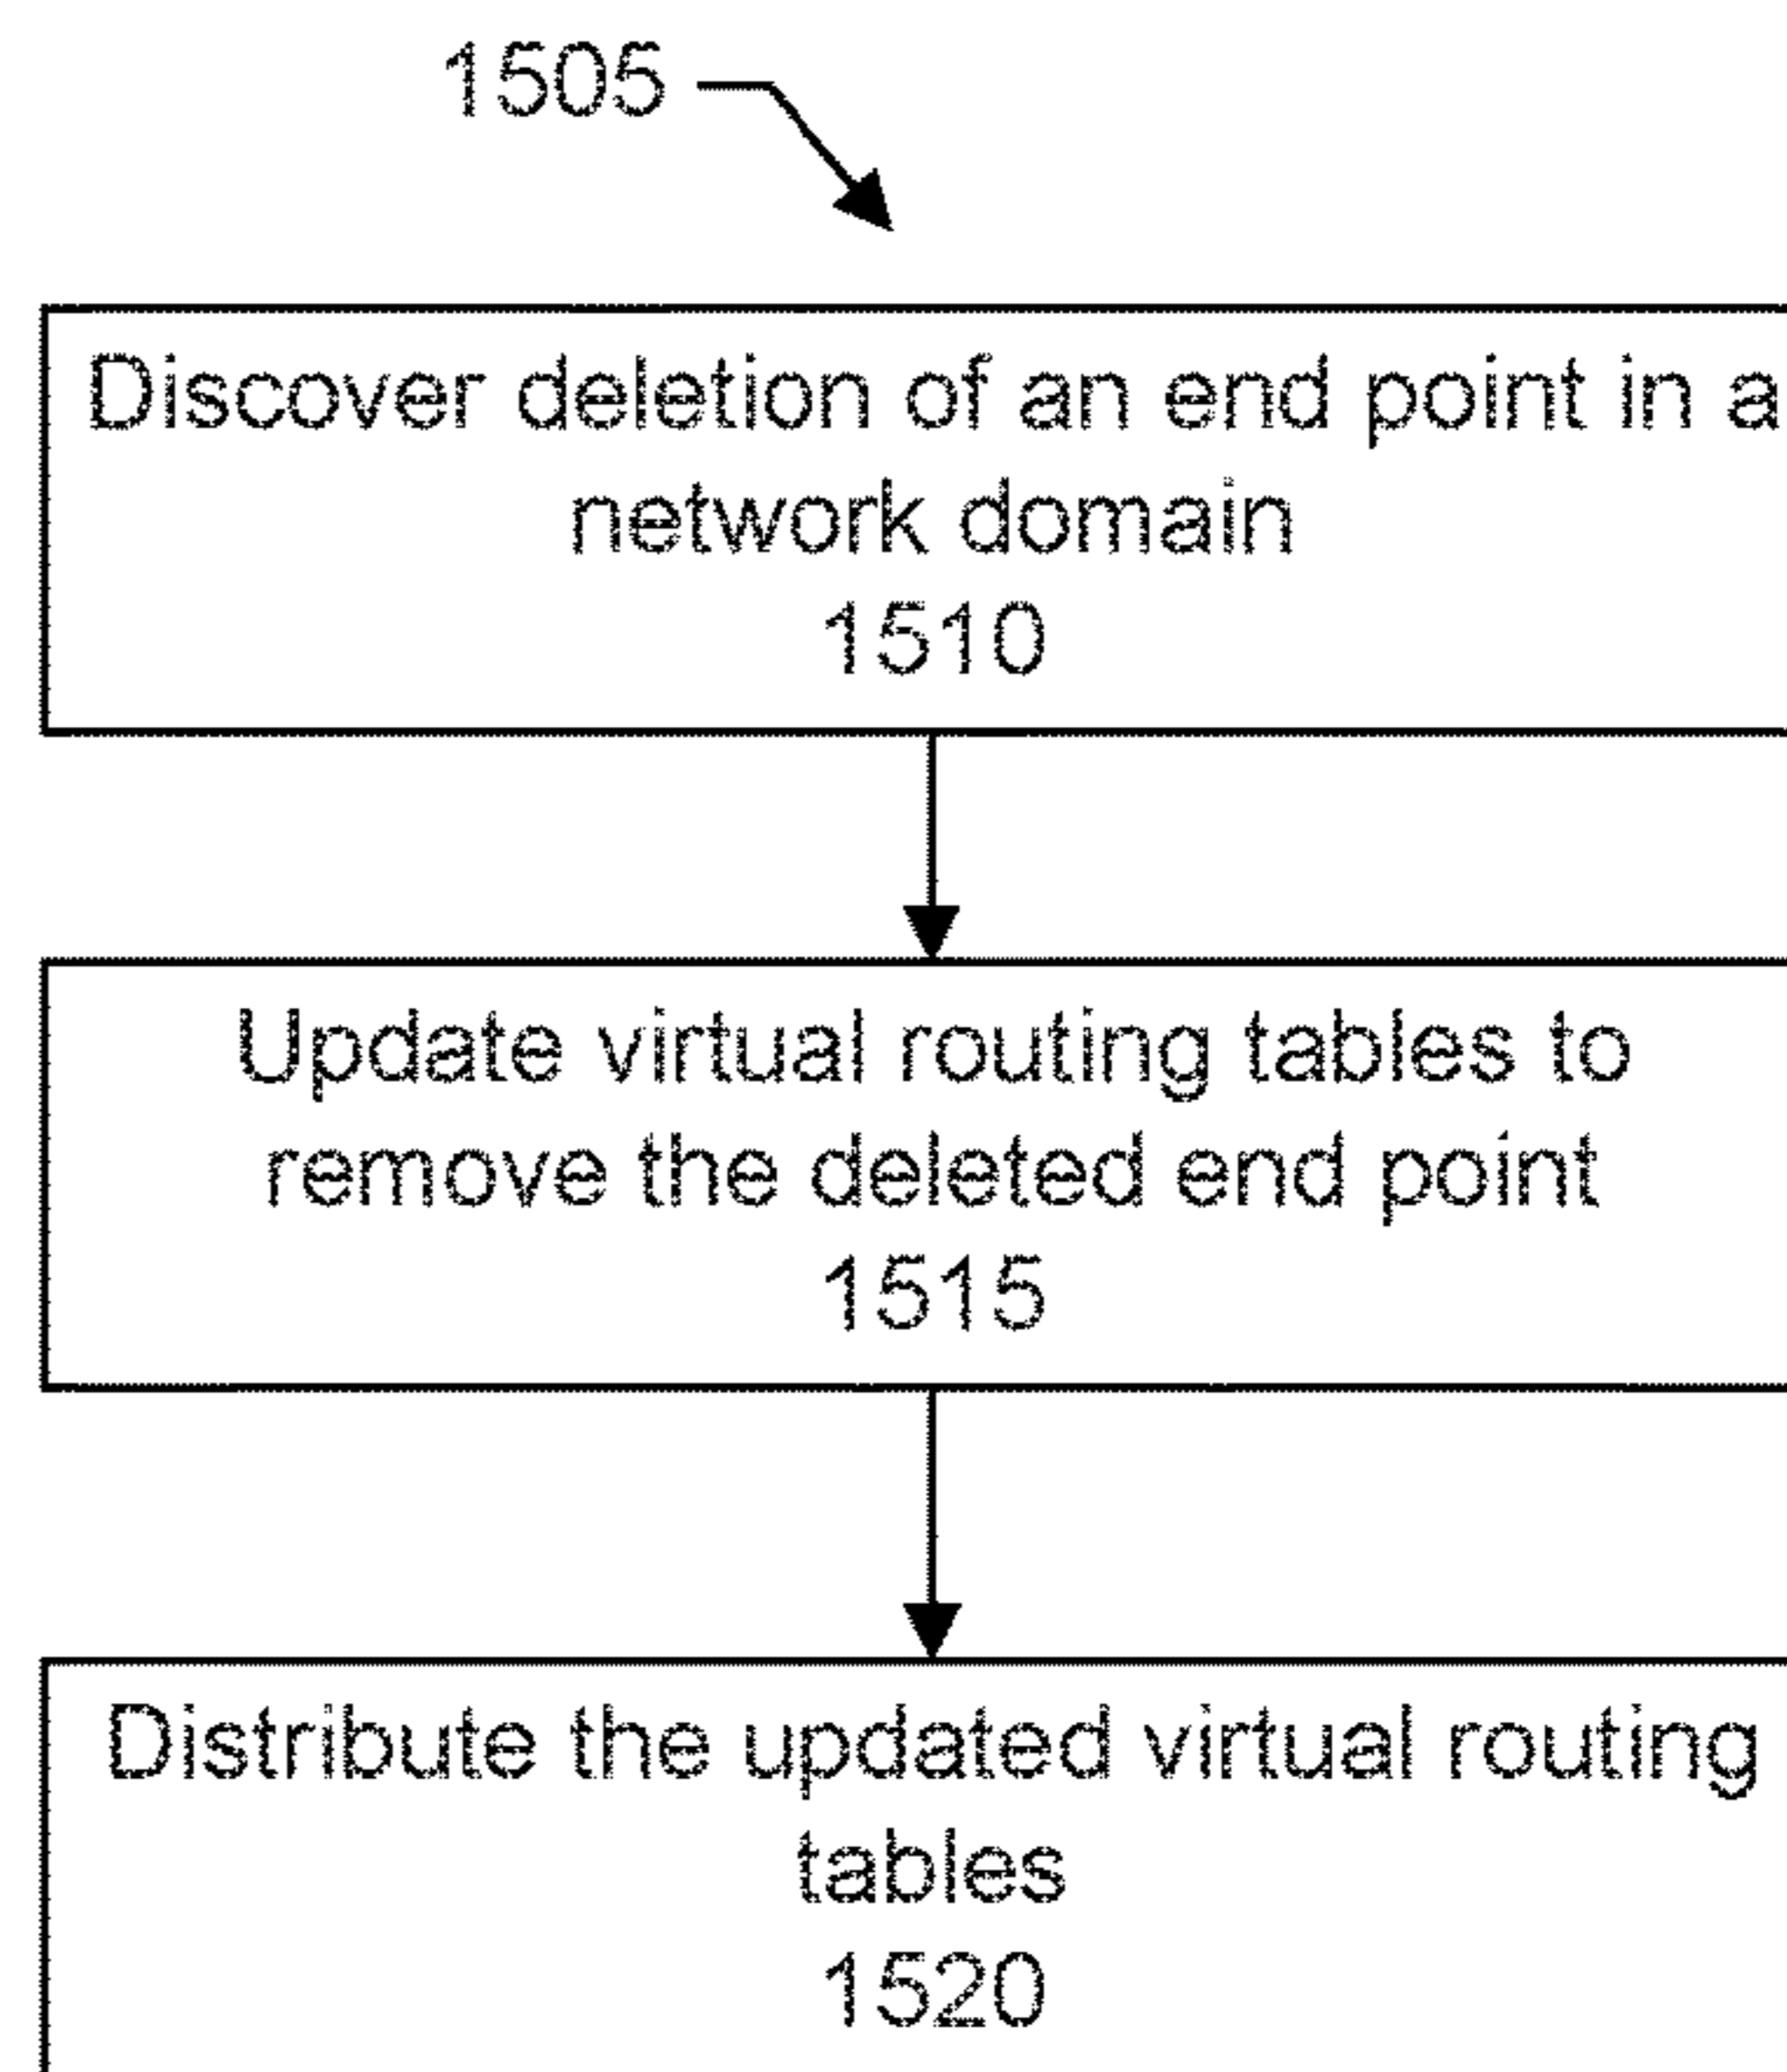 1505
Discover deletion of an end point in a
network domain
1510
Update virtual routing tables to
remove the deleted end point
1515
Distribute the updated virtual routing
tables
1520